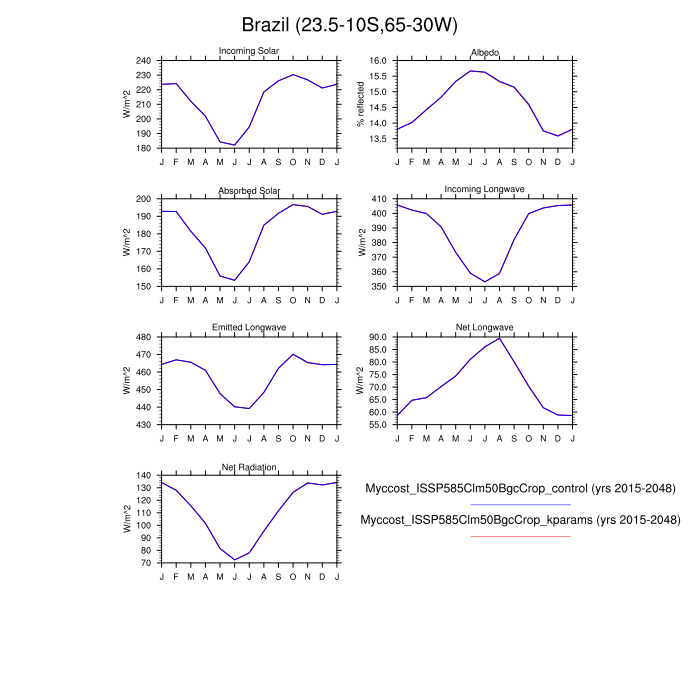 Brazil (23.5-10S,65-30W)
Incoming Solar
W/m^2
240
230
220
210
200
190
180
J F M A M J J A S O N D J
Albedo
% reflected
16.0
15.5
15.0
14.5
14.0
13.5
J F M A M J J A S O N D J
Absorbed Solar
W/m^2
200
190
180
170
160
150
J F M A M J J A S O N D J
Incoming Longwave
W/m^2
410
400
390
380
370
360
350
J F M A M J J A S O N D J
Emitted Longwave
W/m^2
480
470
460
450
440
430
J F M A M J J A S O N D J
Net Longwave
W/m^2
90.0
85.0
80.0
75.0
70.0
65.0
60.0
55.0
J F M A M J J A S O N D J
Net Radiation
W/m^2
140
130
120
110
100
90
80
70
J F M A M J J A S O N D J
Myccost_ISSP585Clm50BgcCrop_control (yrs 2015-2048)
Myccost_ISSP585Clm50BgcCrop_kparams (yrs 2015-2048)